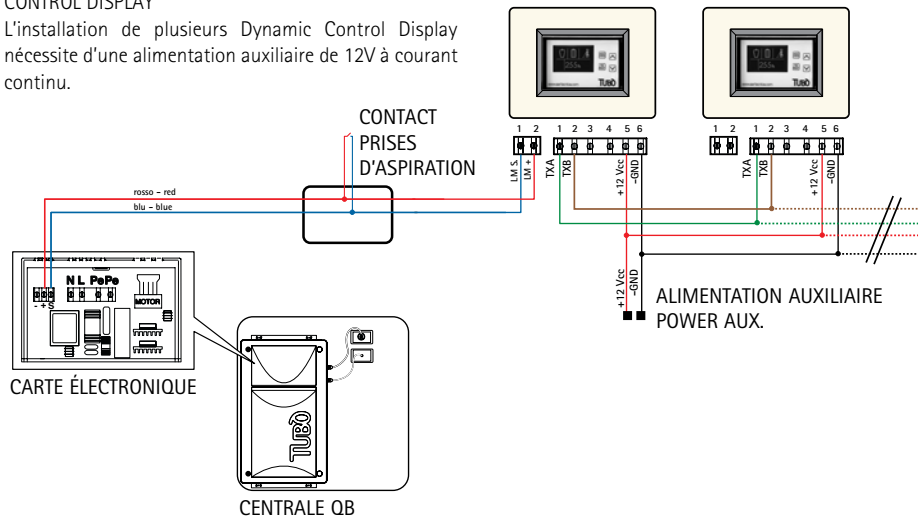 CONTROL DISPLAY
L'installation de plusieurs Dynamic Control Display
nécessite d'une alimentation auxiliaire de 12V à courant
continu.
CONTACT
PRISES
D'ASPIRATION
TUBÒ
TUBÒ
1 2 1 2 3 4 5 6
1 2 1 2 3 4 5 6
LM S.
LM +
TXA
TXB
+12 Vcc
-GND
TXA
TXB
+12 Vcc
-GND
rosso - red
blu - blue
+12 Vcc
-GND
ALIMENTATION AUXILIAIRE
POWER AUX.
N L PePe
MOTOR
- + S
CARTE ÉLECTRONIQUE
TUBÒ
CENTRALE QB